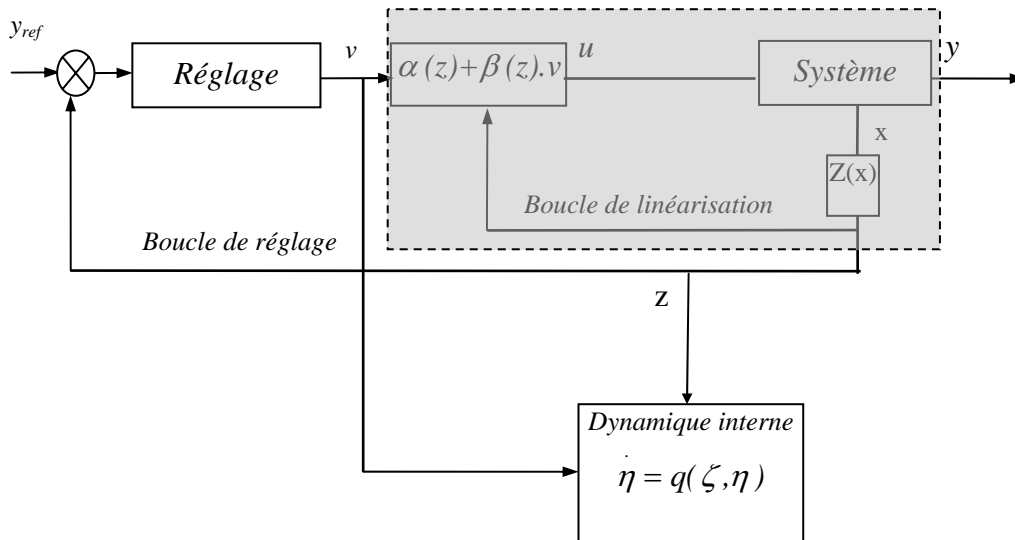 y_ref
Réglage
v
α(z)+β(z).v
u
Système
y
x
Z(x)
Boucle de linéarisation
Boucle de réglage
z
Dynamique interne
η̇ = q(ζ,η)